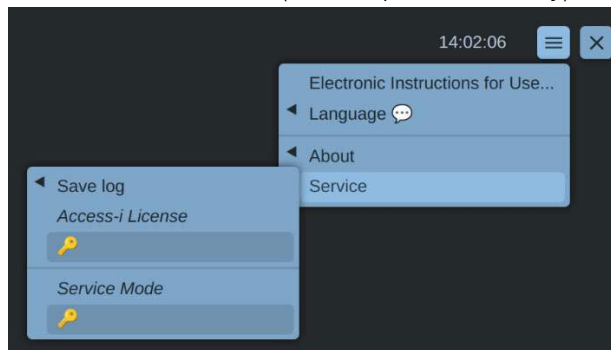 14:02:06
Electronic Instructions for Use...
Language
About
Service
Save log
Access-i License
Service Mode